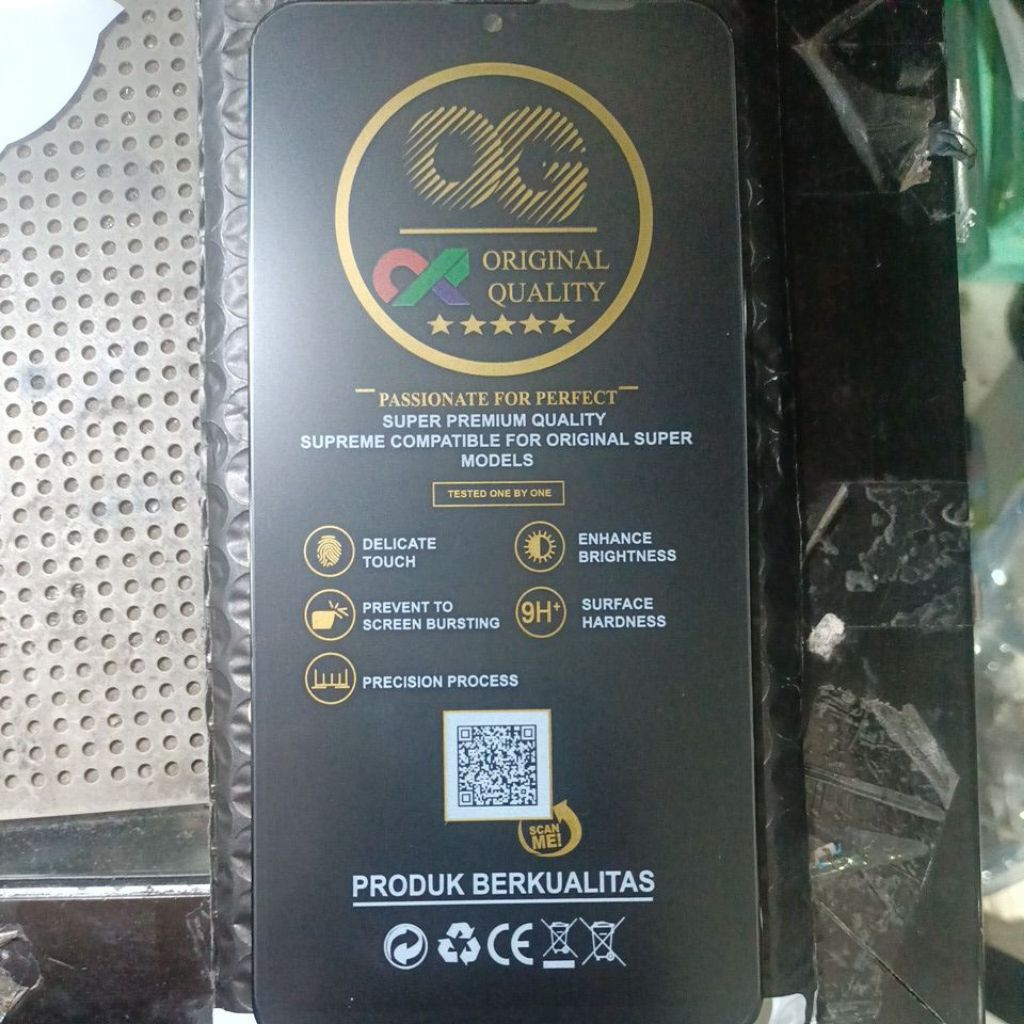 OG
ORIGINAL
QUALITY
PASSIONATE FOR PERFECT
SUPER PREMIUM QUALITY
SUPREME COMPATIBLE FOR ORIGINAL SUPER
MODELS
TESTED ONE BY ONE
DELICATE
TOUCH
ENHANCE
BRIGHTNESS
PREVENT TO
SCREEN BURSTING
9H+
SURFACE
HARDNESS
PRECISION PROCESS
SCAN
ME!
PRODUK BERKUALITAS
CE